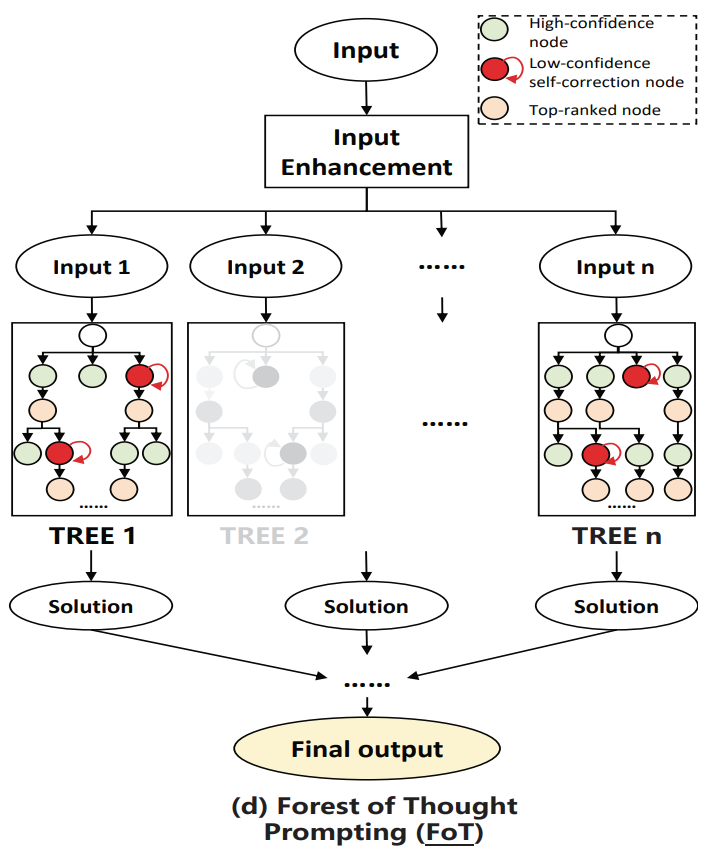 Input
High-confidence
node
Low-confidence
self-correction node
Top-ranked node
Input
Enhancement
Input 1
Input 2
......
Input n
......
......
......
......
TREE 1
TREE 2
TREE n
Solution
Solution
Solution
......
Final output
(d) Forest of Thought
Prompting (FoT)